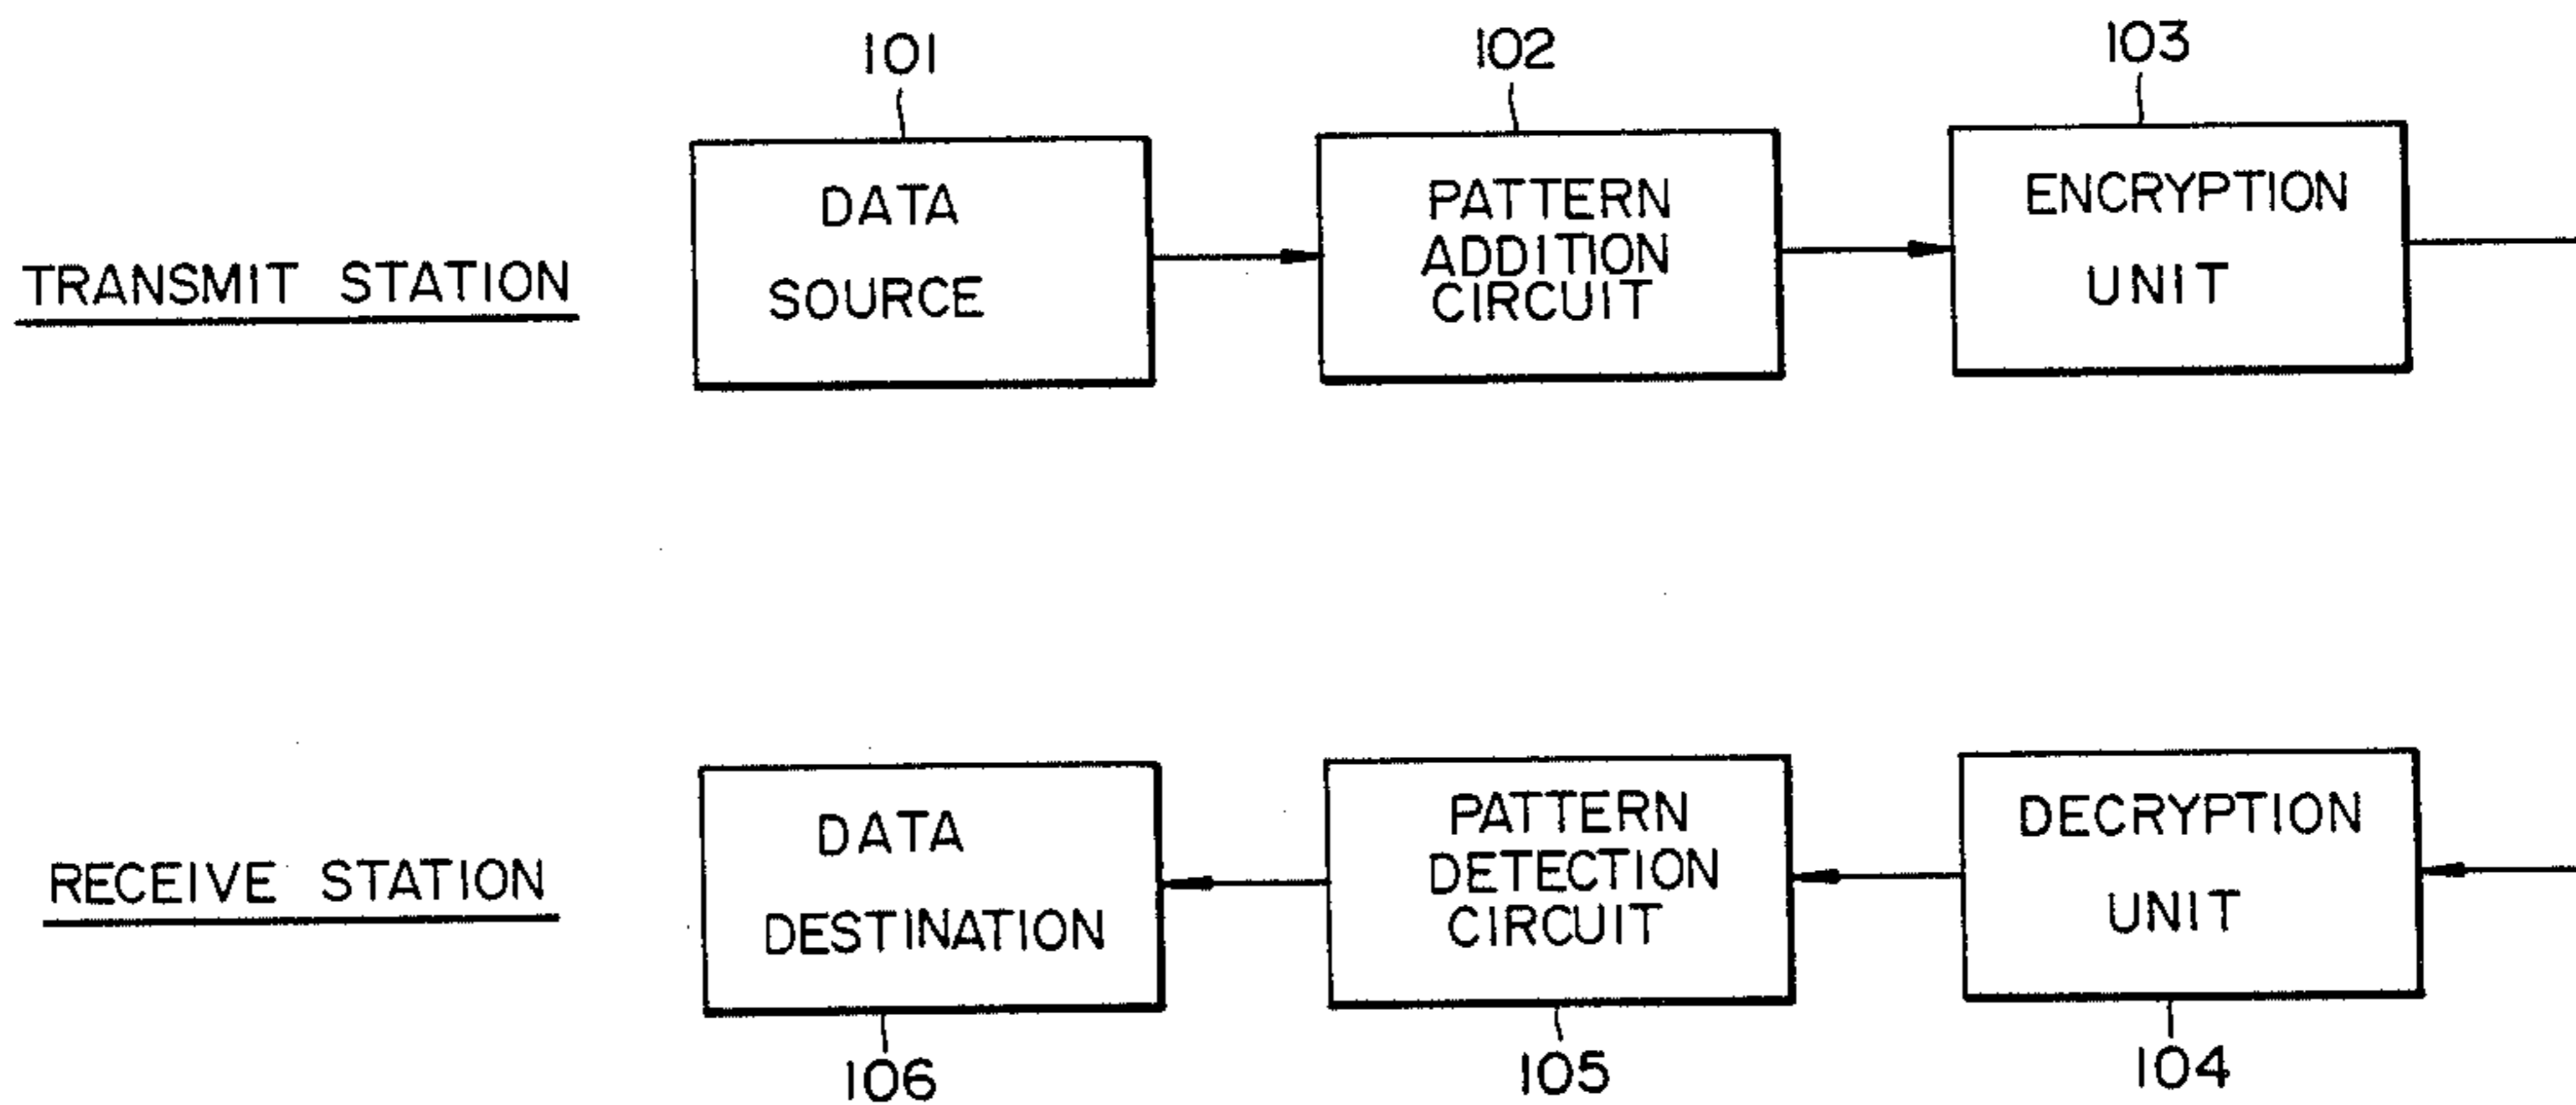 101
102
103
TRANSMIT STATION
DATA
SOURCE
PATTERN
ADDITION
CIRCUIT
ENCRYPTION
UNIT
RECEIVE STATION
DATA
DESTINATION
PATTERN
DETECTION
CIRCUIT
DECRYPTION
UNIT
106
105
104